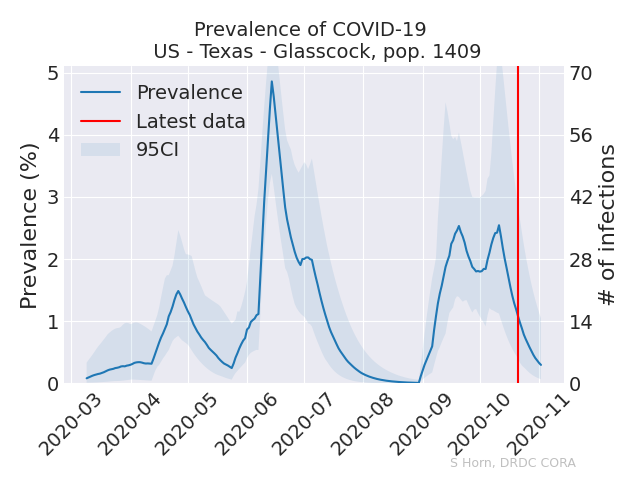 Prevalence of COVID-19
US - Texas - Glasscock, pop. 1409
Prevalence
Latest data
95CI
Prevalence (%)
5
4
3
2
1
0
# of infections
70
56
42
28
14
0
2020-03
2020-04
2020-05
2020-06
2020-07
2020-08
2020-09
2020-10
2020-11
S Horn, DRDC CORA